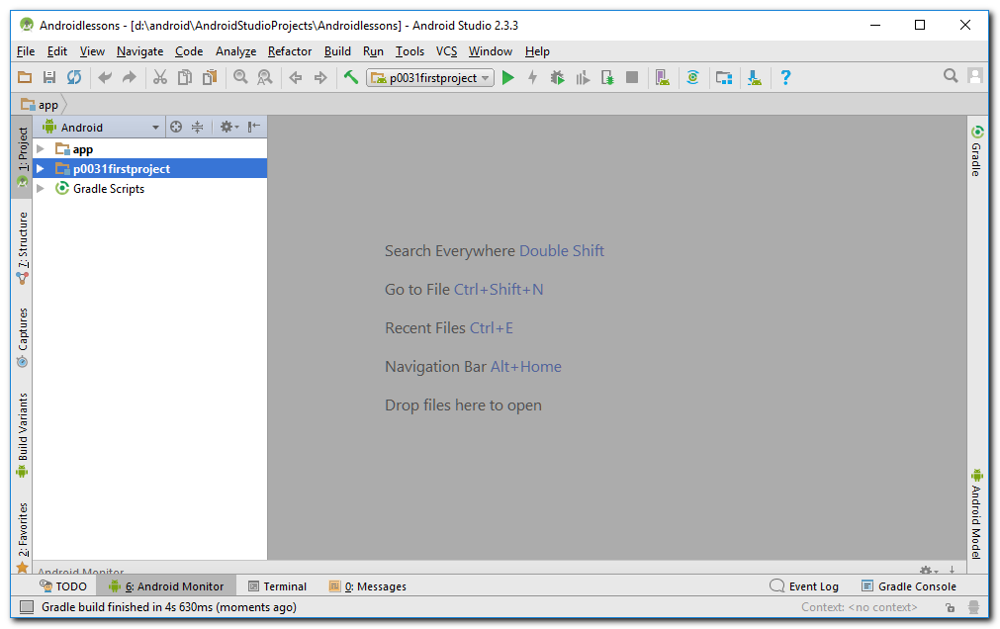 Androidlessons - [d:\android\AndroidStudioProjects\Androidlessons] - Android Studio 2.3.3
File Edit View Navigate Code Analyze Refactor Build Run Tools VCS Window Help
p0031firstproject
app
Android
1: Project
app
p0031firstproject
Gradle Scripts
7: Structure
Captures
Build Variants
2: Favorites
Search Everywhere Double Shift
Go to File Ctrl+Shift+N
Recent Files Ctrl+E
Navigation Bar Alt+Home
Drop files here to open
Gradle
Android Model
Android Monitor
TODO 6: Android Monitor Terminal 0: Messages Event Log Gradle Console
Gradle build finished in 4s 630ms (moments ago) Context: <no context>